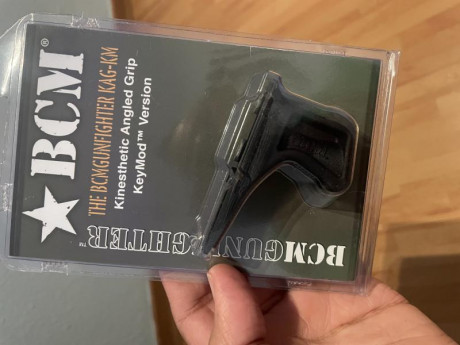 BCM®
THE BCMGUNFIGHTER KAG-KM
Kinesthetic Angled Grip
KeyMod™ Version
BCMGUNFIGHTER™